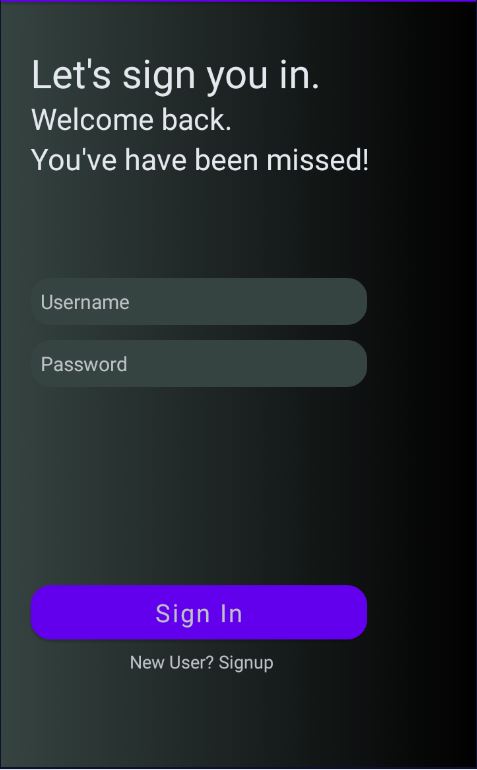 Let's sign you in.
Welcome back.
You've have been missed!
Username
Password
Sign In
New User? Signup